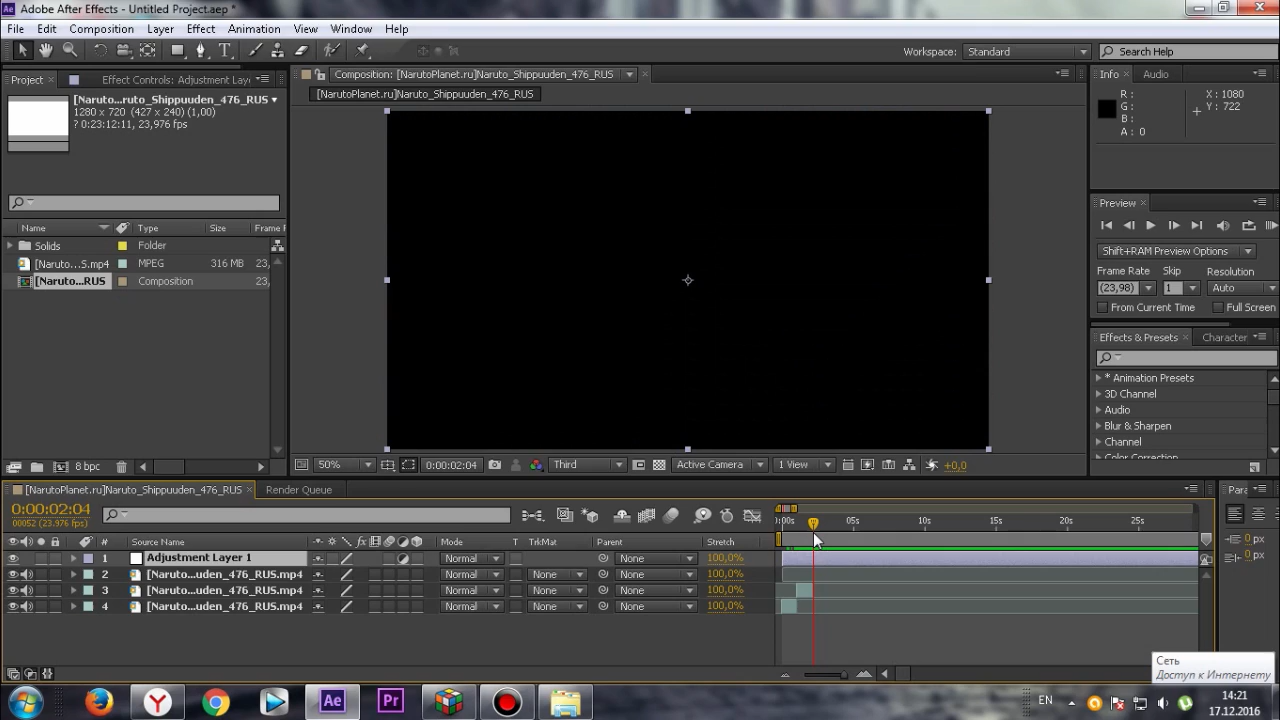 Adobe After Effects - Untitled Project.aep *
File Edit Composition Layer Effect Animation View Window Help
Workspace: Standard Search Help
Project Effect Controls: Adjustment Lay
Composition: [NarutoPlanet.ru]Naruto_Shippuuden_476_RUS
Info Audio
[NarutoPlanet.ru]Naruto_Shippuuden_476_RUS
[Naruto...ruto_Shippuuden_476_RUS
1280 x 720 (427 x 240) (1,00)
? 0:23:12:11, 23,976 fps
R :
G :
B :
A : 0
X : 1080
Y : 722
Preview
Shift+RAM Preview Options
Frame Rate Skip Resolution
(23,98) 1 Auto
From Current Time Full Screen
Name Type Size Frame R
Solids Folder
[Naruto...S.mp4 MPEG 316 MB 23,
[Naruto...RUS Composition 23,
Effects & Presets Character
* Animation Presets
3D Channel
Audio
Blur & Sharpen
Channel
Color Correction
8 bpc
50% 0:00:02:04 Third Active Camera 1 View +0,0
[NarutoPlanet.ru]Naruto_Shippuuden_476_RUS Render Queue
Para
0:00:02:04
00052 (23.976 fps)
0:00s 05s 10s 15s 20s 25s
# Source Name fx Mode T TrkMat Parent Stretch
1 Adjustment Layer 1 Normal None 100,0%
2 [Naruto...uden_476_RUS.mp4 Normal None None 100,0%
3 [Naruto...uden_476_RUS.mp4 Normal None None 100,0%
4 [Naruto...uden_476_RUS.mp4 Normal None None 100,0%
0 px
0 px
Сеть
Доступ к Интернету
Ae Pr
EN
14:21
17.12.2016